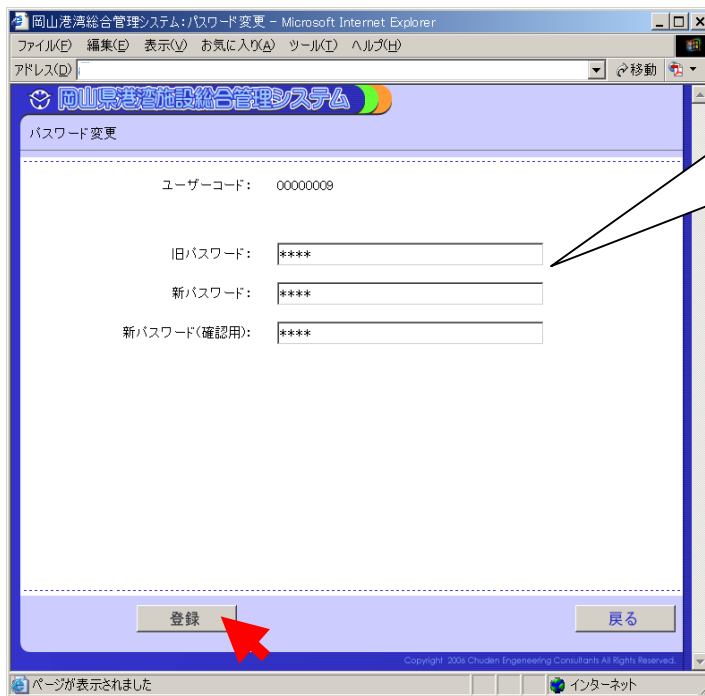 岡山港湾総合管理システム:パスワード変更 - Microsoft Internet Explorer
ファイル(F) 編集(E) 表示(V) お気に入り(A) ツール(T) ヘルプ(H)
アドレス(D) 移動
岡山県港湾施設総合管理システム
パスワード変更
ユーザーコード: 00000009
旧パスワード: ****
新パスワード: ****
新パスワード(確認用): ****
登録 戻る
Copyright 2006 Chuden Engeneering Consultants All Rights Reserved.
ページが表示されました インターネット